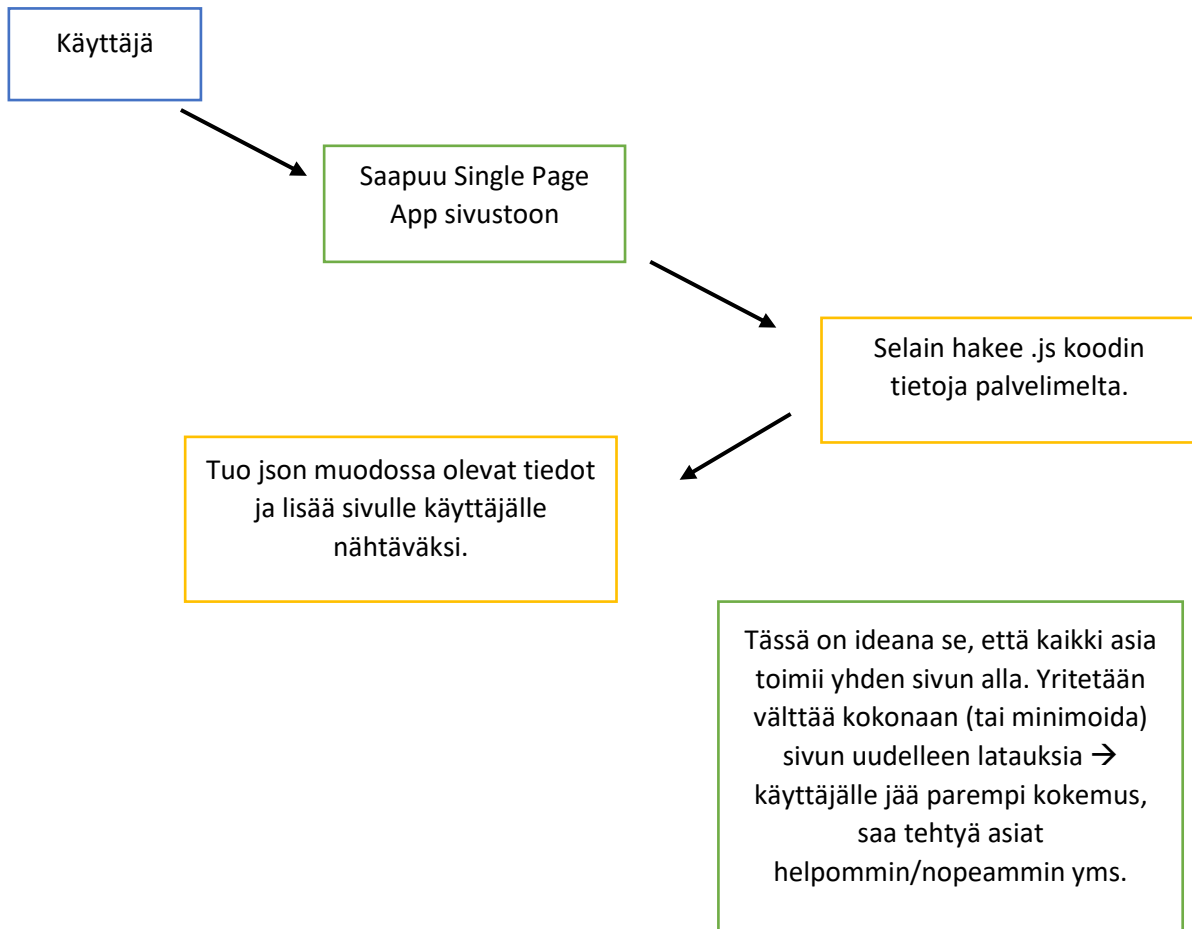 Käyttäjä
Saapuu Single Page
App sivustoon
Selain hakee .js koodin
tietoja palvelimelta.
Tuo json muodossa olevat tiedot
ja lisää sivulle käyttäjälle
nähtäväksi.
Tässä on ideana se, että kaikki asia
toimii yhden sivun alla. Yritetään
välttää kokonaan (tai minimoida)
sivun uudelleen latauksia →
käyttäjälle jää parempi kokemus,
saa tehtyä asiat
helpommin/nopeammin yms.